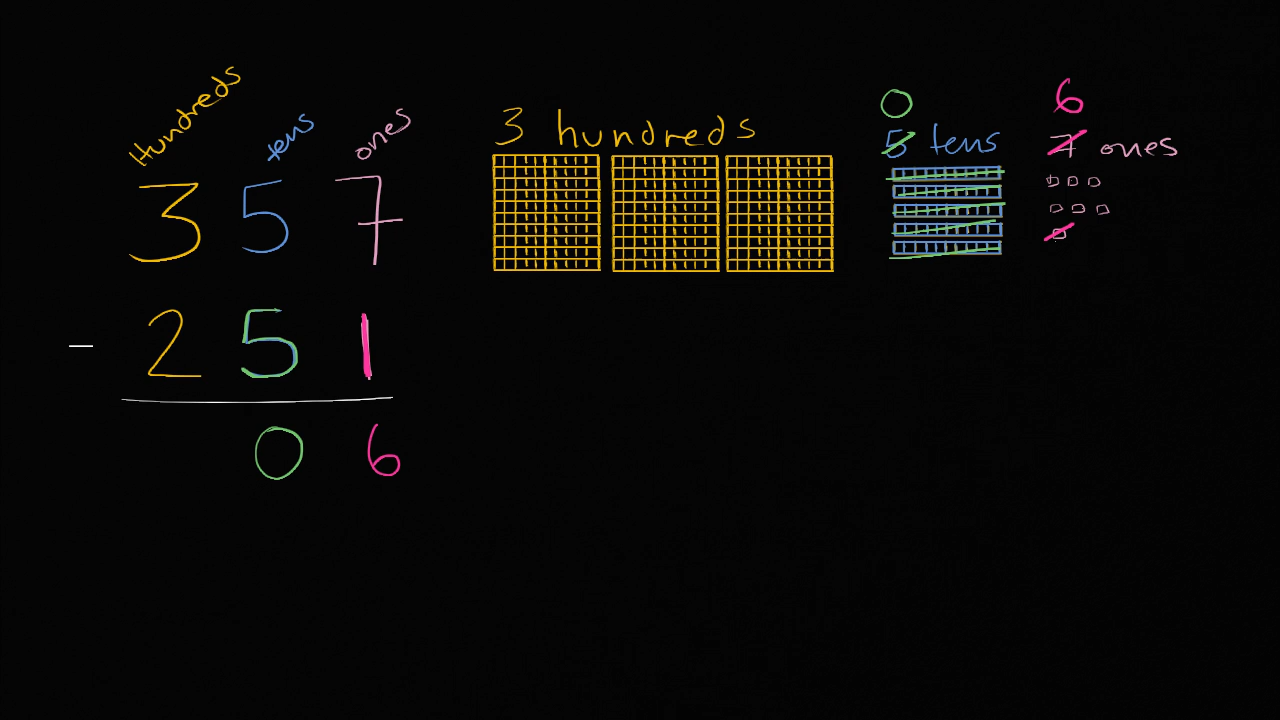 Hundreds tens ones
3 5 7
- 2 5 1
0 6
3 hundreds
0 6
5 tens 7 ones